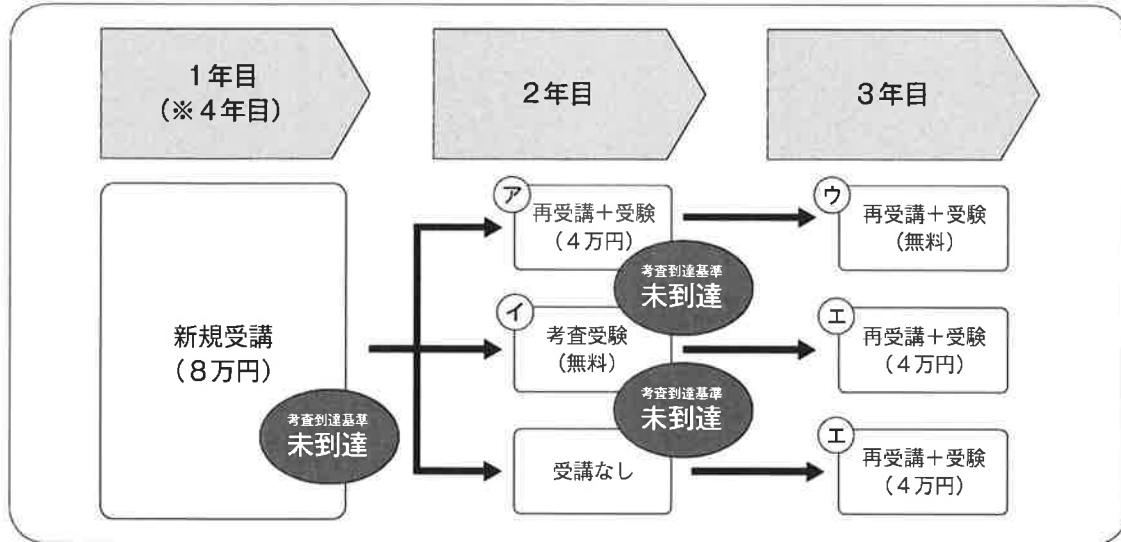 1年目
(※4年目)
2年目
3年目
新規受講
(8万円)
考査到達基準
未到達
ア
再受講+受験
(4万円)
考査到達基準
未到達
イ
考査受験
(無料)
考査到達基準
未到達
受講なし
ウ
再受講+受験
(無料)
エ
再受講+受験
(4万円)
エ
再受講+受験
(4万円)